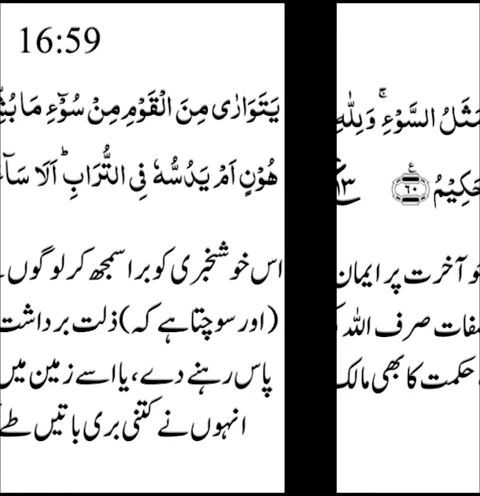 16:59
يَتَوَارٰى مِنَ الْقَوْمِ مِنْ سُوْٓءِ مَا
هُوْنٍ اَمْ يَدُسُّهٗ فِى التُّرَابِ ؕ اَلَا
اس خوشخبری کو برا سمجھ کر لوگوں
(اور سوچتا ہے کہ) ذلت برداشت
پاس رہنے دے، یا اسے زمین میں
انہوں نے کتنی بری باتیں طے
مَثَلُ السَّوْءِ ۚ وَلِلّٰهِ
۶۰
آخرت پر ایمان
صرف اللہ
حکمت کا بھی مالک